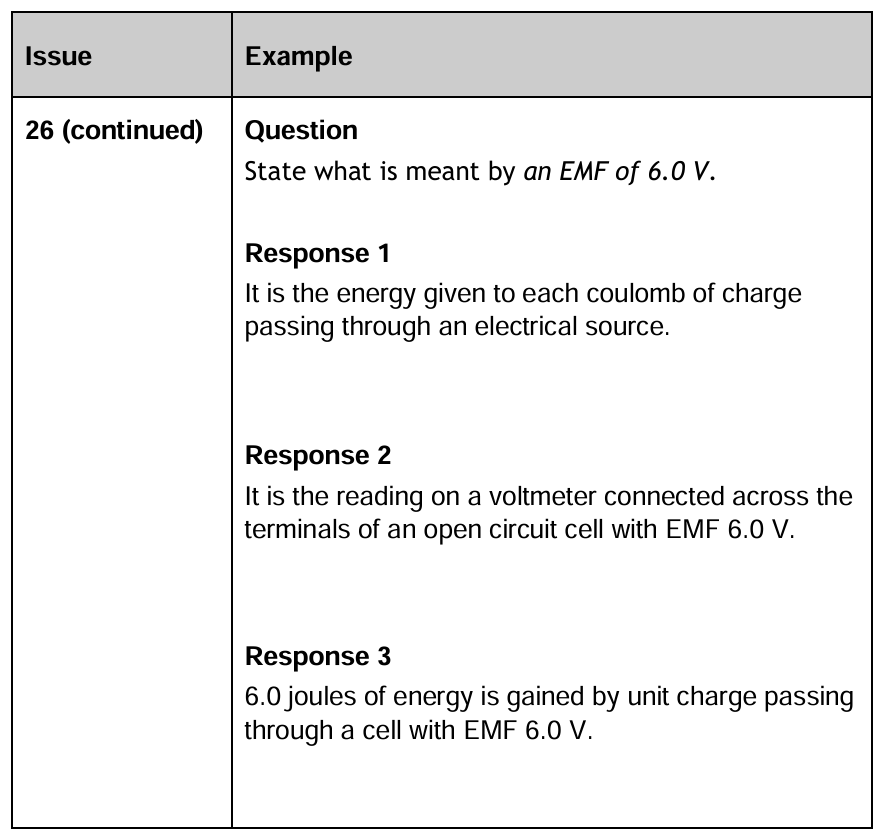 Issue
Example
26 (continued)
Question
State what is meant by an EMF of 6.0 V.
Response 1
It is the energy given to each coulomb of charge
passing through an electrical source.
Response 2
It is the reading on a voltmeter connected across the
terminals of an open circuit cell with EMF 6.0 V.
Response 3
6.0 joules of energy is gained by unit charge passing
through a cell with EMF 6.0 V.